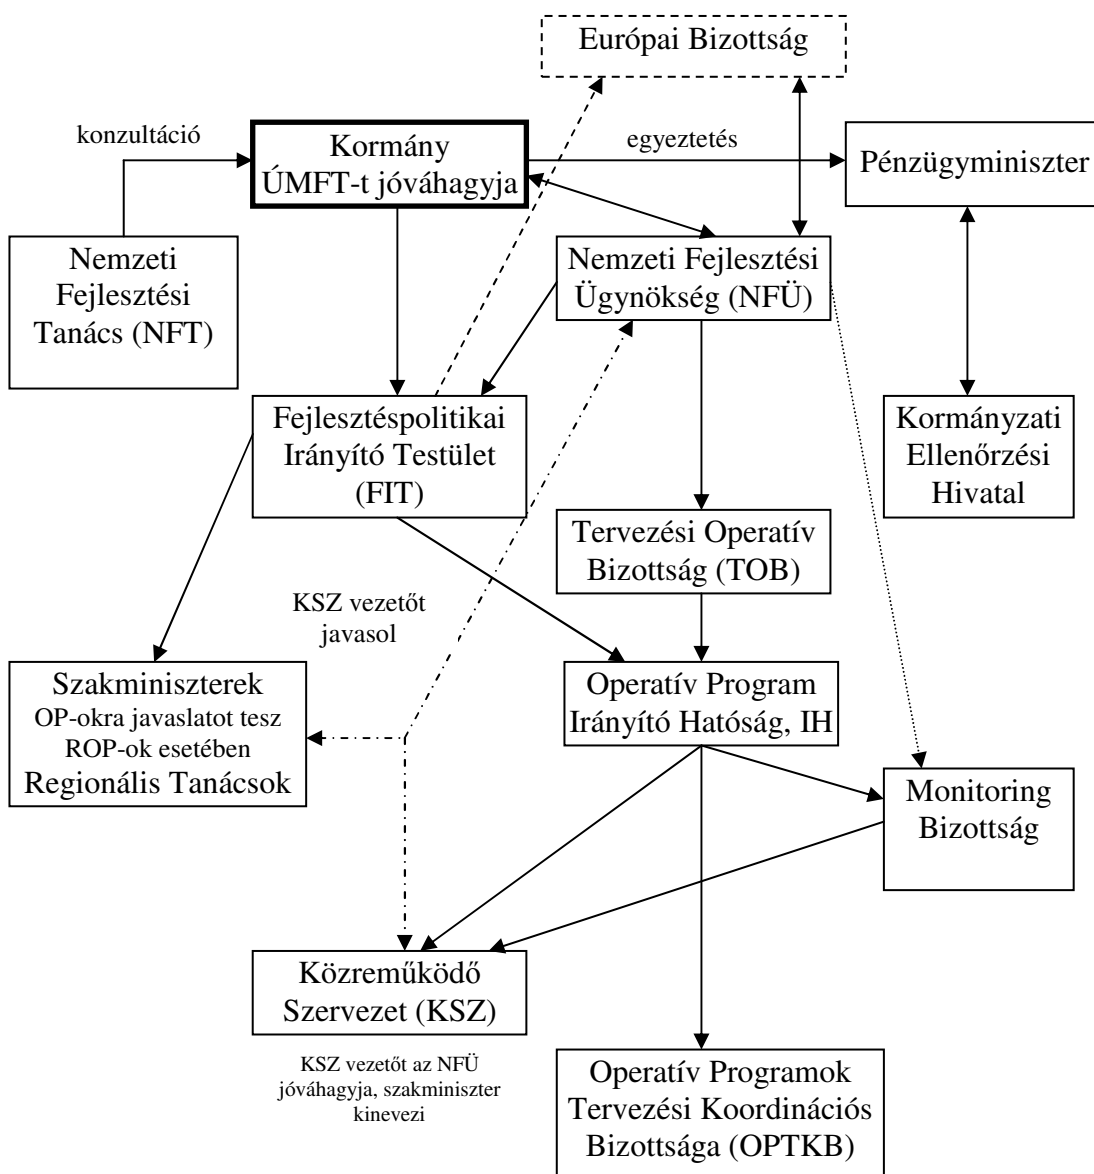 Európai Bizottság
konzultáció
Kormány
ÚMFT-t jóváhagyja
egyeztetés
Pénzügyminiszter
Nemzeti
Fejlesztési
Tanács (NFT)
Nemzeti Fejlesztési
Ügynökség (NFÜ)
Fejlesztéspolitikai
Irányító Testület
(FIT)
Kormányzati
Ellenőrzési
Hivatal
Tervezési Operatív
Bizottság (TOB)
KSZ vezetőt
javasol
Szakminiszterek
OP-okra javaslatot tesz
ROP-ok esetében
Regionális Tanácsok
Operatív Program
Irányító Hatóság, IH
Monitoring
Bizottság
Közreműködő
Szervezet (KSZ)
KSZ vezetőt az NFÜ
jóváhagyja, szakminiszter
kinevezi
Operatív Programok
Tervezési Koordinációs
Bizottsága (OPTKB)